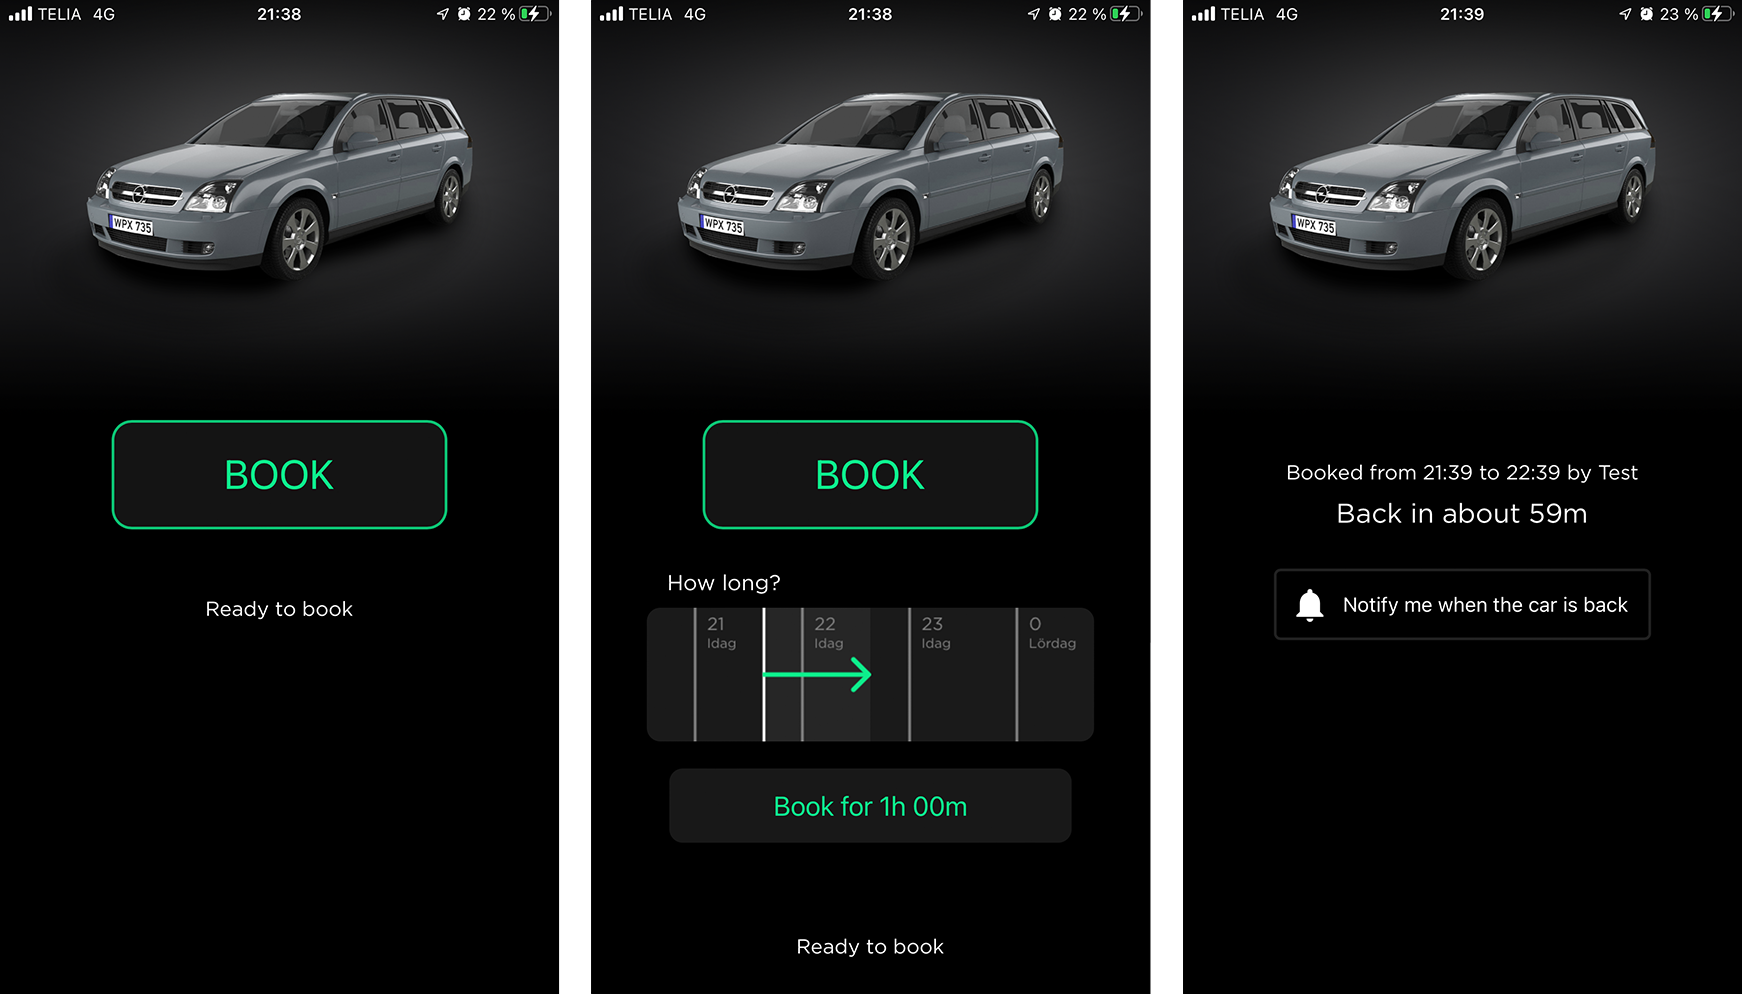 TELIA 4G 21:38 22 %
WPX 735
BOOK
Ready to book
TELIA 4G 21:38 22 %
WPX 735
BOOK
How long?
21 22 23 0
Idag Idag Idag Lördag
Book for 1h 00m
Ready to book
TELIA 4G 21:39 23 %
WPX 735
Booked from 21:39 to 22:39 by Test
Back in about 59m
Notify me when the car is back